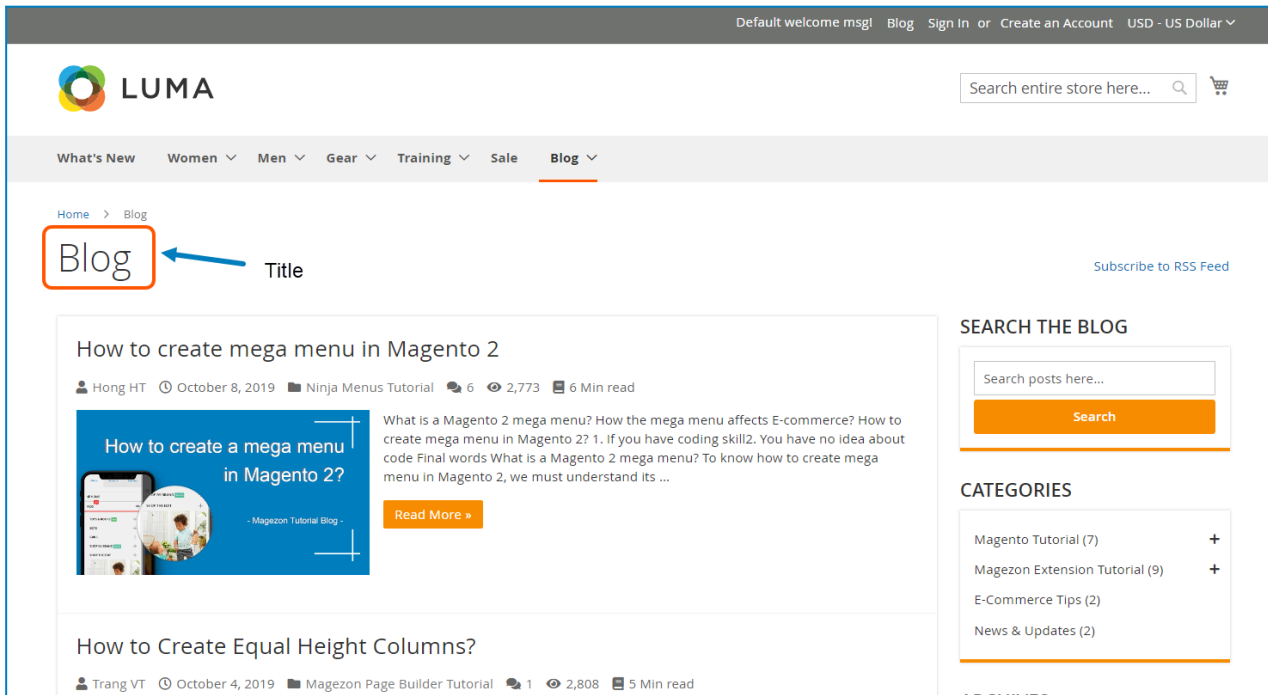 Default welcome msg! Blog Sign In or Create an Account USD - US Dollar
LUMA
Search entire store here...
What's New Women Men Gear Training Sale Blog
Home > Blog
Blog
Title
Subscribe to RSS Feed
How to create mega menu in Magento 2
Hong HT October 8, 2019 Ninja Menus Tutorial 6 2,773 6 Min read
How to create a mega menu
in Magento 2?
- Magezon Tutorial Blog -
What is a Magento 2 mega menu? How the mega menu affects E-commerce? How to
create mega menu in Magento 2? 1. If you have coding skill2. You have no idea about
code Final words What is a Magento 2 mega menu? To know how to create mega
menu in Magento 2, we must understand its ...
Read More »
How to Create Equal Height Columns?
Trang VT October 4, 2019 Magezon Page Builder Tutorial 1 2,808 5 Min read
SEARCH THE BLOG
Search posts here...
Search
CATEGORIES
Magento Tutorial (7) +
Magezon Extension Tutorial (9) +
E-Commerce Tips (2)
News & Updates (2)